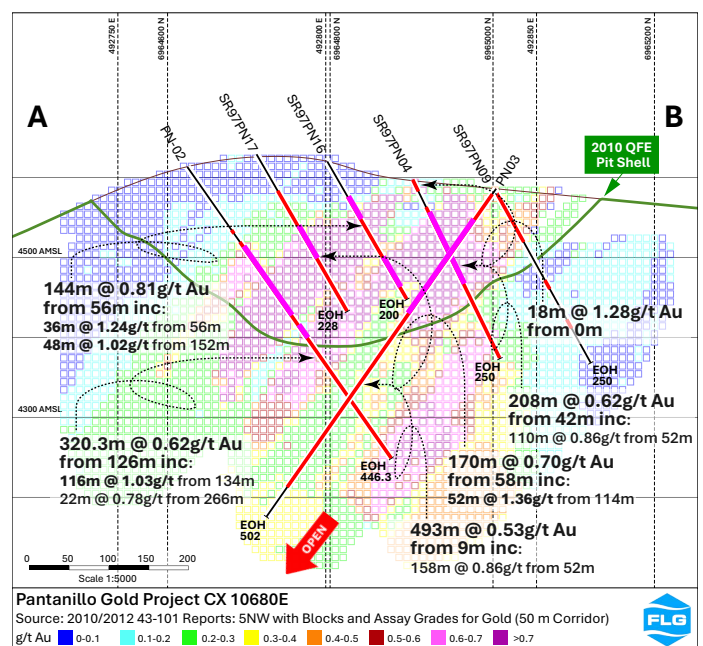 492750 E
6964600 N
492800 E
6964800 N
6965000 N
492850 E
6965200 N
A
B
PN-02
SR97PN17
SR97PN16
SR97PN04
SR97PN09
PN03
2010 QFE
Pit Shell
4500 AMSL
144m @ 0.81g/t Au
from 56m inc:
36m @ 1.24g/t from 56m
48m @ 1.02g/t from 152m
EOH
228
EOH
200
18m @ 1.28g/t Au
from 0m
EOH
250
EOH
250
208m @ 0.62g/t Au
from 42m inc:
110m @ 0.86g/t from 52m
4300 AMSL
320.3m @ 0.62g/t Au
from 126m inc:
116m @ 1.03g/t from 134m
22m @ 0.78g/t from 266m
EOH
446.3
170m @ 0.70g/t Au
from 58m inc:
52m @ 1.36g/t from 114m
EOH
502
OPEN
493m @ 0.53g/t Au
from 9m inc:
158m @ 0.86g/t from 52m
0 50 100 150 200
Scale 1:5000
Pantanillo Gold Project CX 10680E
Source: 2010/2012 43-101 Reports: 5NW with Blocks and Assay Grades for Gold (50 m Corridor)
g/t Au 0-0.1 0.1-0.2 0.2-0.3 0.3-0.4 0.4-0.5 0.5-0.6 0.6-0.7 >0.7
FLG